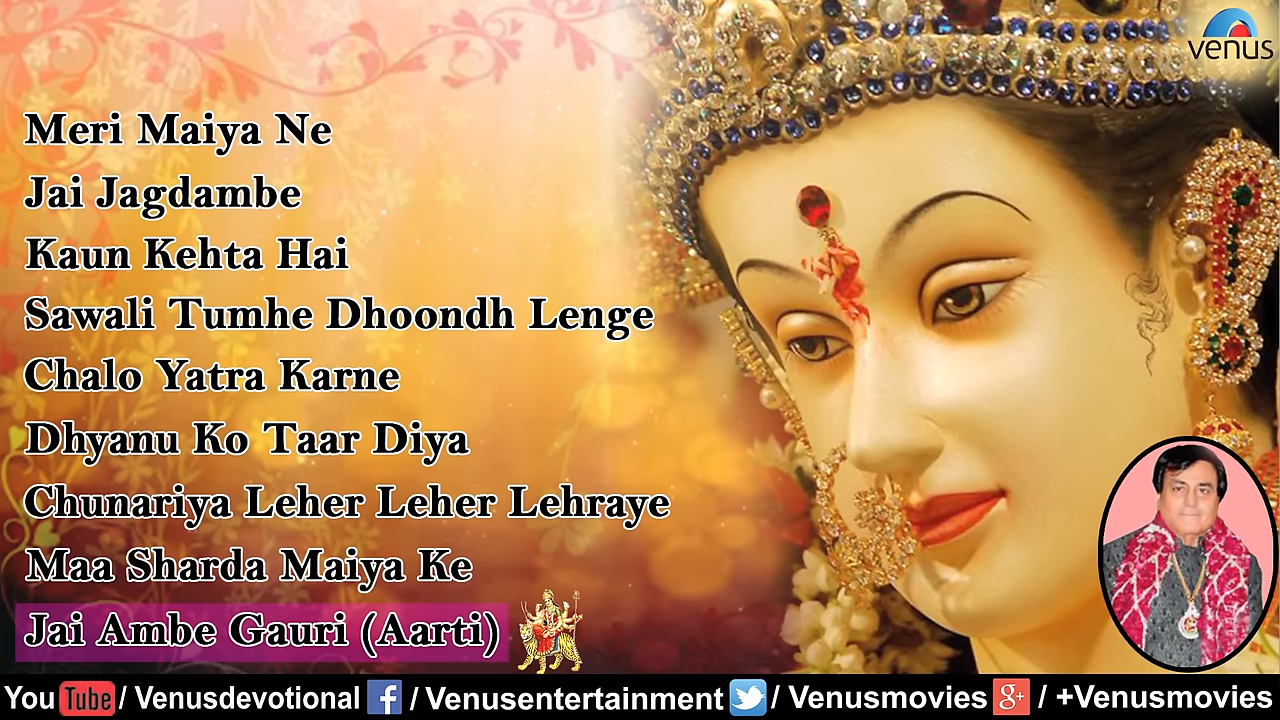 venus
Meri Maiya Ne
Jai Jagdambe
Kaun Kehta Hai
Sawali Tumhe Dhoondh Lenge
Chalo Yatra Karne
Dhyanu Ko Taar Diya
Chunariya Leher Leher Lehraye
Maa Sharda Maiya Ke
Jai Ambe Gauri (Aarti)
You Tube / Venusdevotional f / Venusentertainment / Venusmovies g+ / +Venusmovies